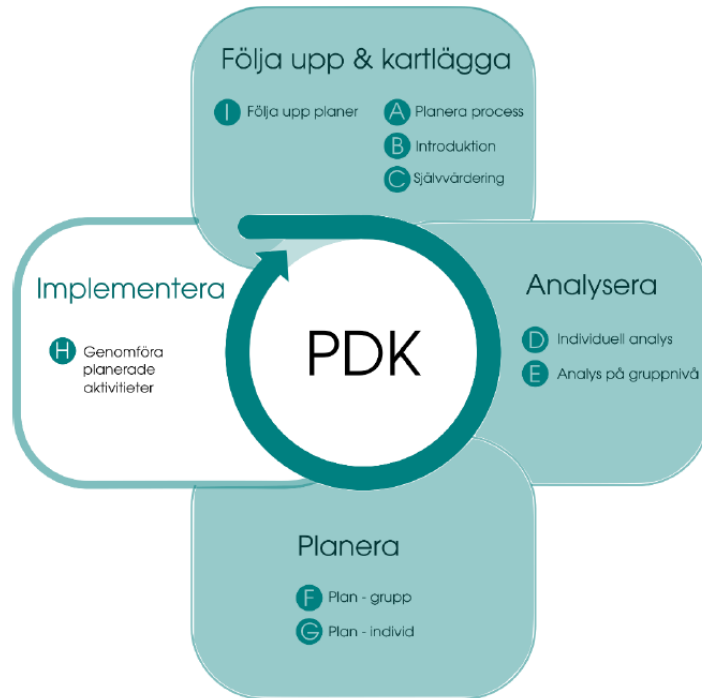 Följa upp & kartlägga
I Följa upp planer
A Planera process
B Introduktion
C Självvärdering
Analysera
D Individuell analys
E Analys på gruppnivå
Planera
F Plan - grupp
G Plan - individ
Implementera
H Genomföra
planerade
aktivitieter
PDK